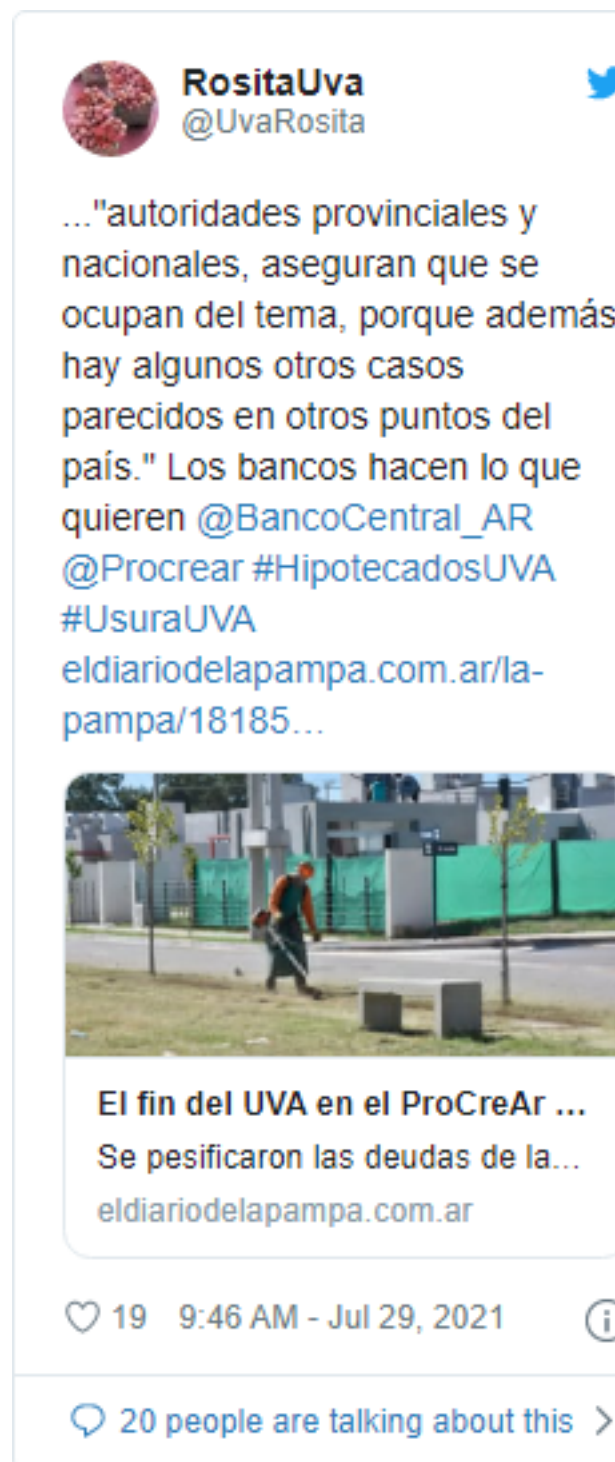 RositaUva
@UvaRosita
..."autoridades provinciales y
nacionales, aseguran que se
ocupan del tema, porque además
hay algunos otros casos
parecidos en otros puntos del
país." Los bancos hacen lo que
quieren @BancoCentral_AR
@Procrear #HipotecadosUVA
#UsuraUVA
eldiariodelapampa.com.ar/la-
pampa/18185...
El fin del UVA en el ProCreAr ...
Se pesificaron las deudas de la...
eldiariodelapampa.com.ar
19 9:46 AM - Jul 29, 2021
20 people are talking about this